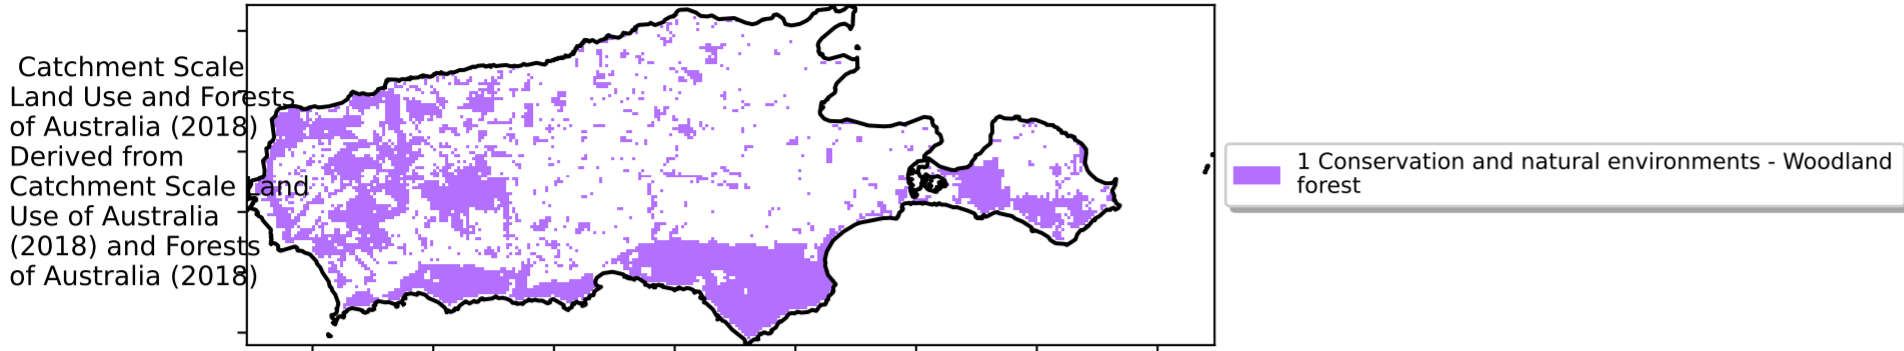 Catchment Scale
Land Use and Forests
of Australia (2018)
Derived from
Catchment Scale Land
Use of Australia
(2018) and Forests
of Australia (2018)
1 Conservation and natural environments - Woodland
forest